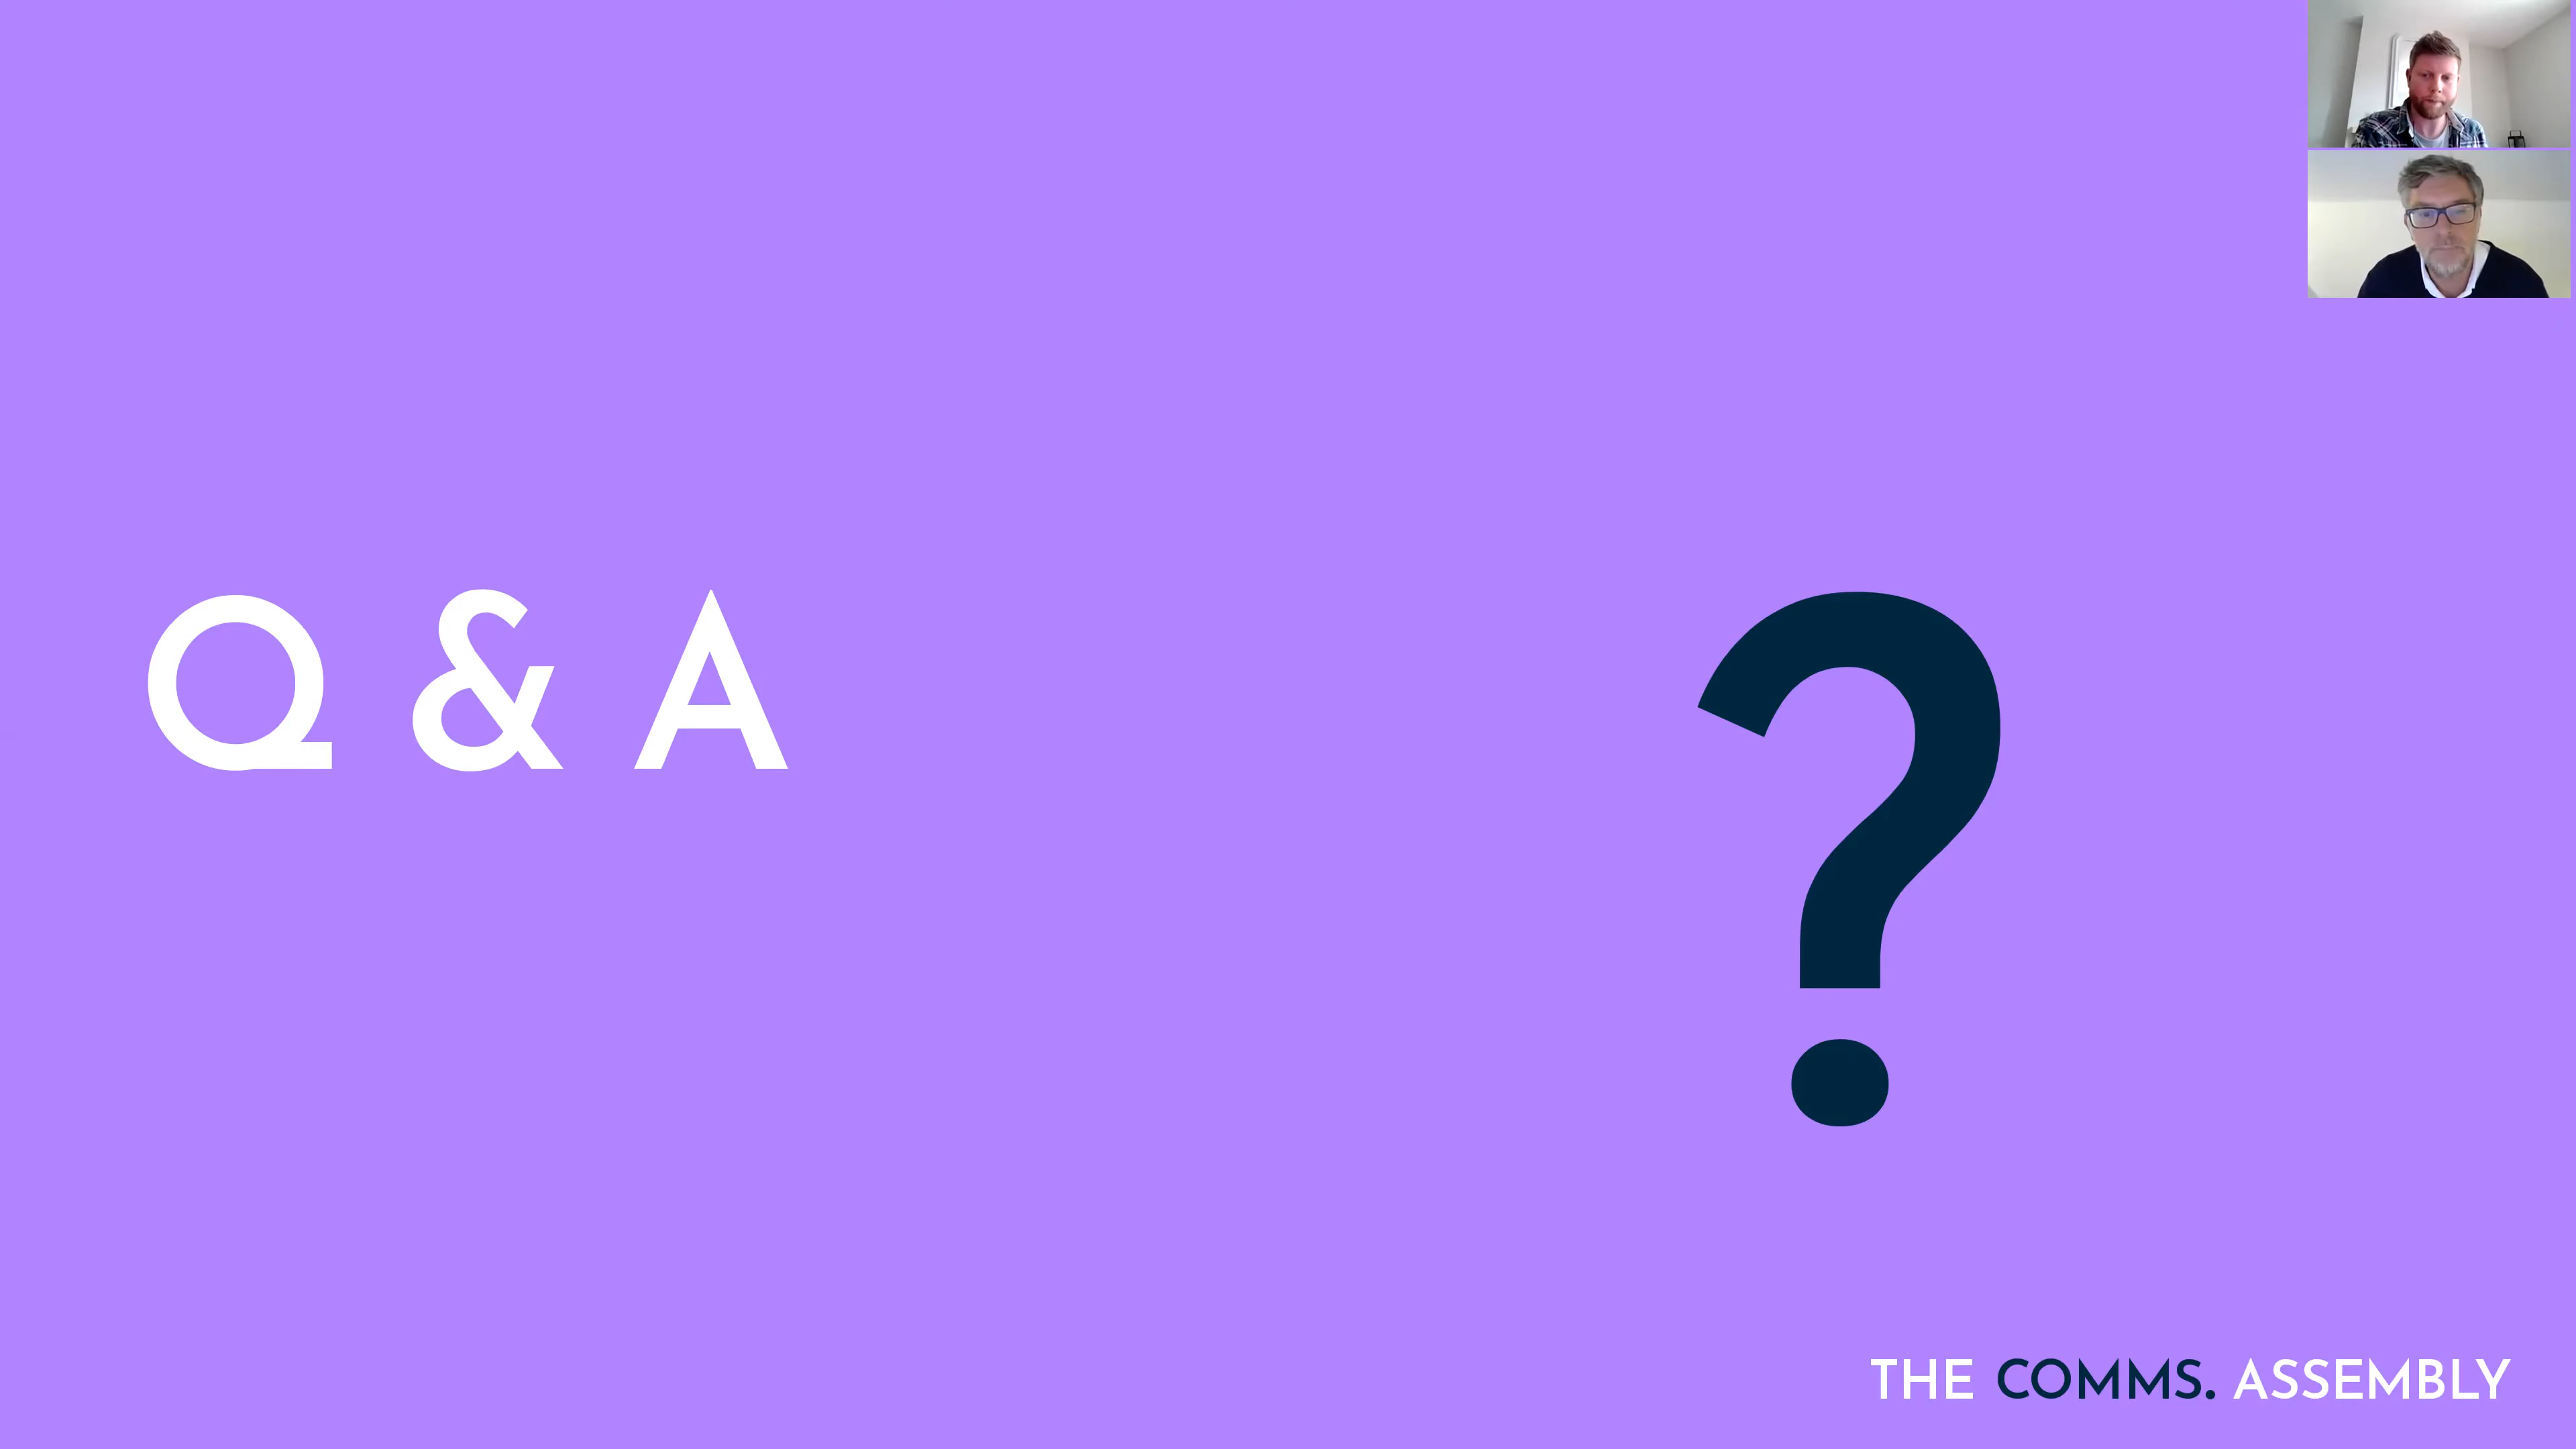 Q & A
?
THE COMMS. ASSEMBLY